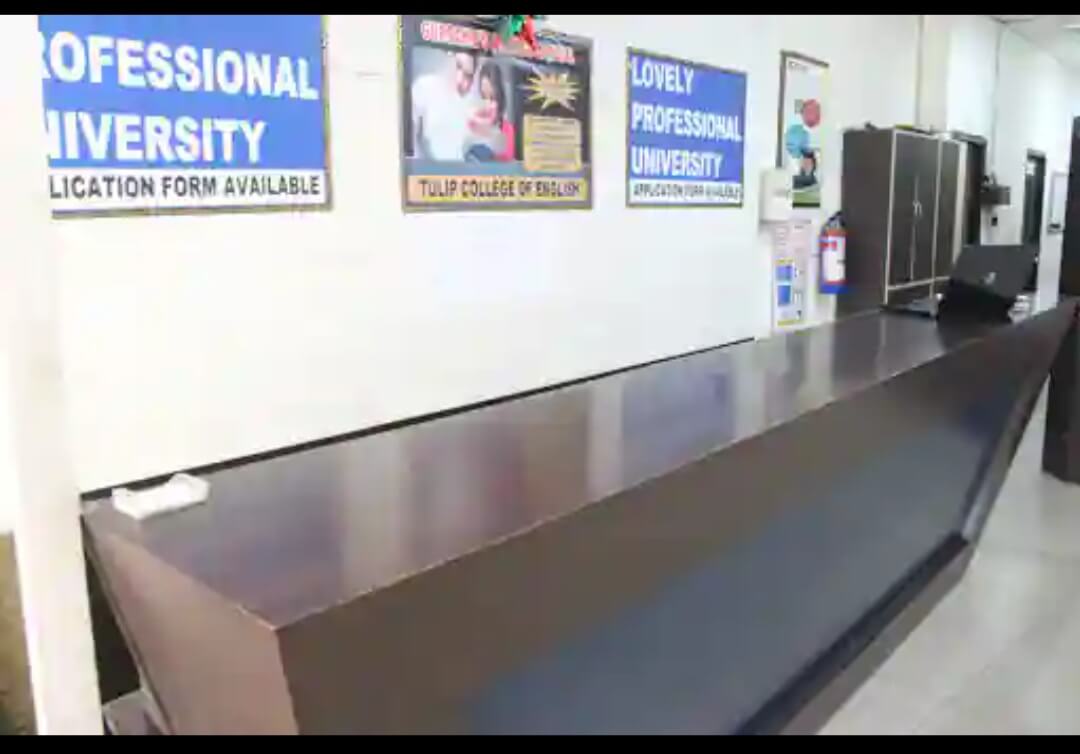 ROFESSIONAL
NIVERSITY
LICATION FORM AVAILABLE
TULIP COLLEGE OF ENGLISH
LOVELY
PROFESSIONAL
UNIVERSITY
APPLICATION FORM AVAILABLE